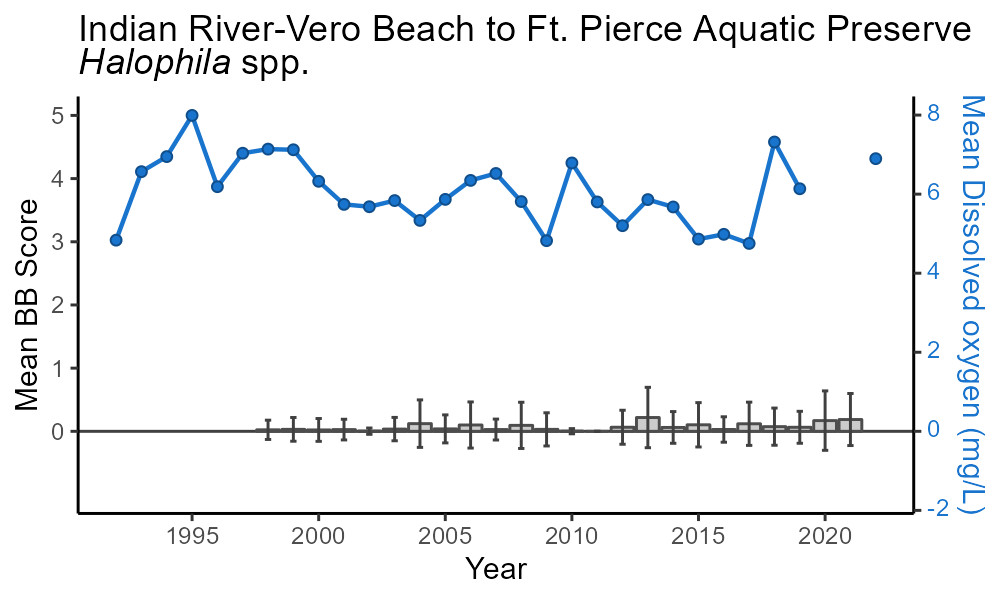 Indian River-Vero Beach to Ft. Pierce Aquatic Preserve
Halophila spp.
Mean BB Score
5
4
3
2
1
0
8
6
4
2
0
-2
Mean Dissolved oxygen (mg/L)
1995 2000 2005 2010 2015 2020
Year